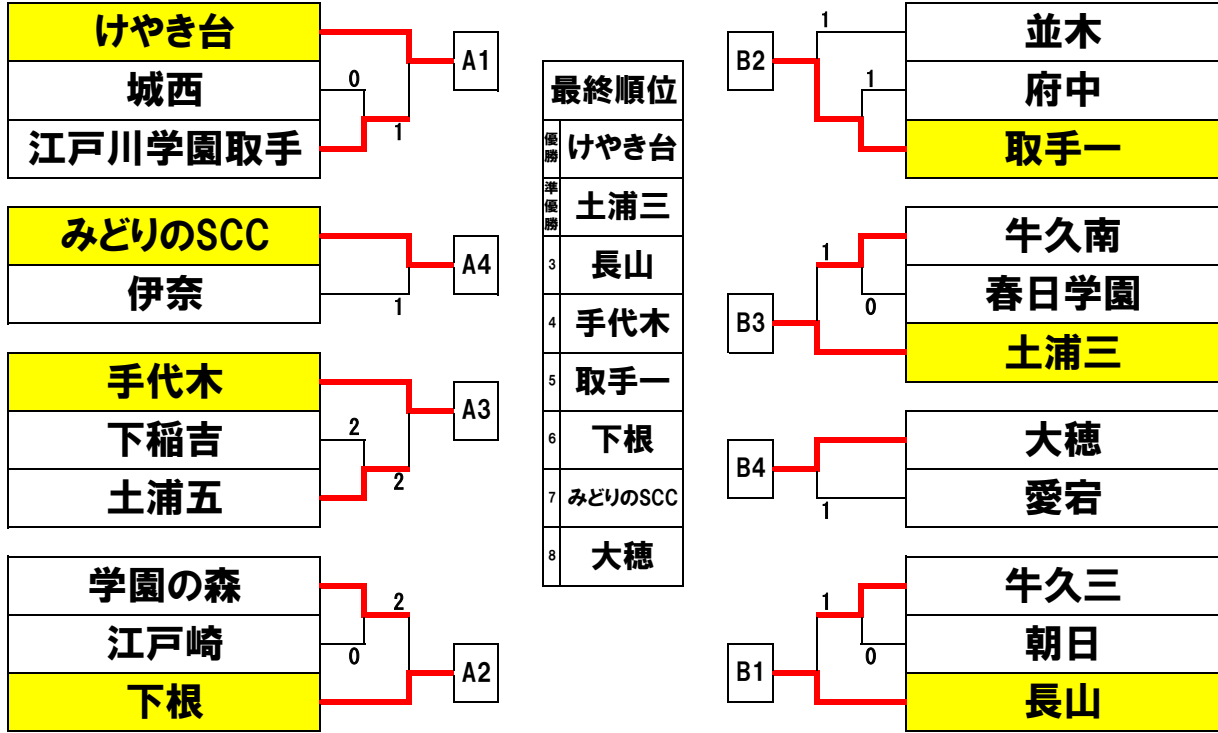 けやき台
城西
江戸川学園取手
0
1
A1
みどりのSCC
伊奈
1
A4
手代木
下稲吉
土浦五
2
2
A3
学園の森
江戸崎
下根
2
0
A2
最終順位
優勝 けやき台
準優勝 土浦三
3 長山
4 手代木
5 取手一
6 下根
7 みどりのSCC
8 大穂
B2
1
1
並木
府中
取手一
B3
1
0
牛久南
春日学園
土浦三
B4
1
大穂
愛宕
B1
1
0
牛久三
朝日
長山